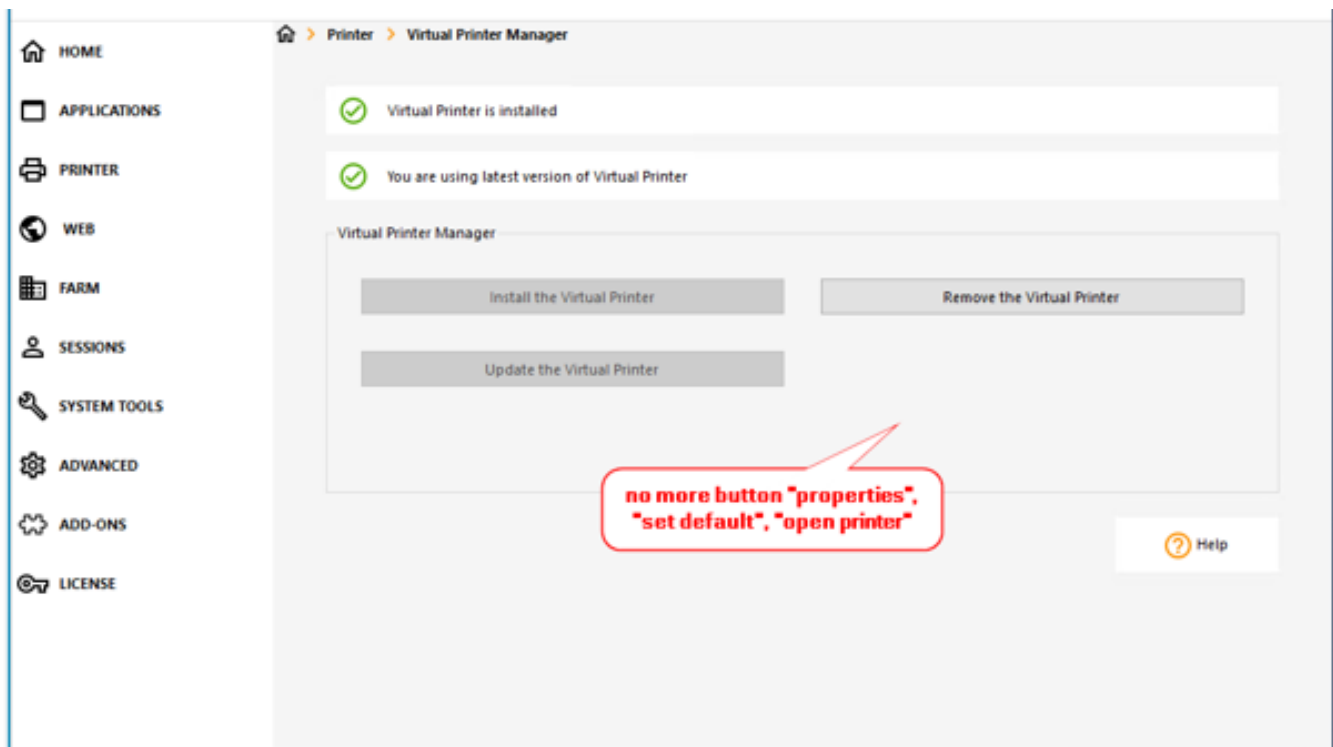 Printer > Virtual Printer Manager
HOME
APPLICATIONS
PRINTER
WEB
FARM
SESSIONS
SYSTEM TOOLS
ADVANCED
ADD-ONS
LICENSE
Virtual Printer is installed
You are using latest version of Virtual Printer
Virtual Printer Manager
Install the Virtual Printer
Remove the Virtual Printer
Update the Virtual Printer
no more button "properties",
"set default", "open printer"
Help